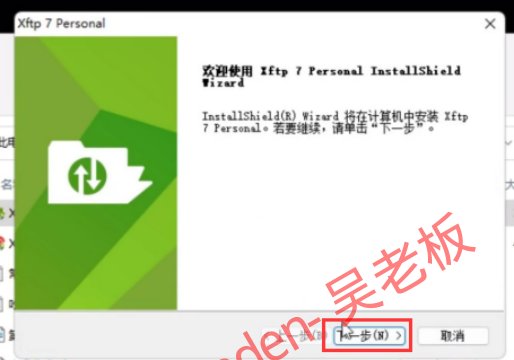 Xftp 7 Personal
欢迎使用 Xftp 7 Personal InstallShield
Wizard
InstallShield(R) Wizard 将在计算机中安装 Xftp
7 Personal。若要继续，请单击“下一步”。
一步(B)
下一步(N) >
取消
den-吴老板